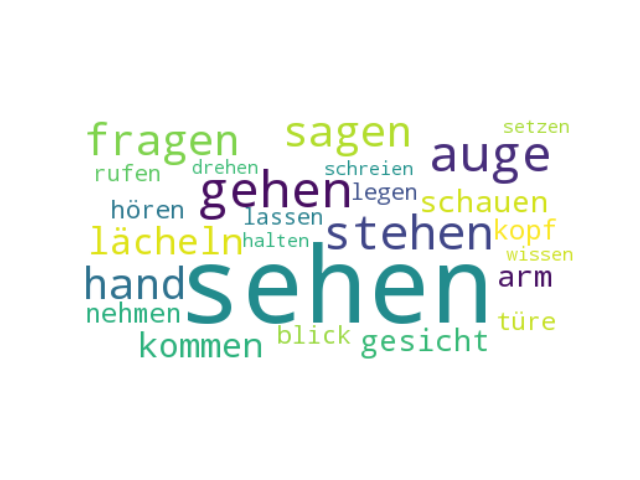 setzen
fragen sagen auge
rufen drehen schreien
gehen legen schauen
hören lassen stehen kopf
lächeln halten wissen
hand sehen arm
nehmen türe
kommen blick gesicht